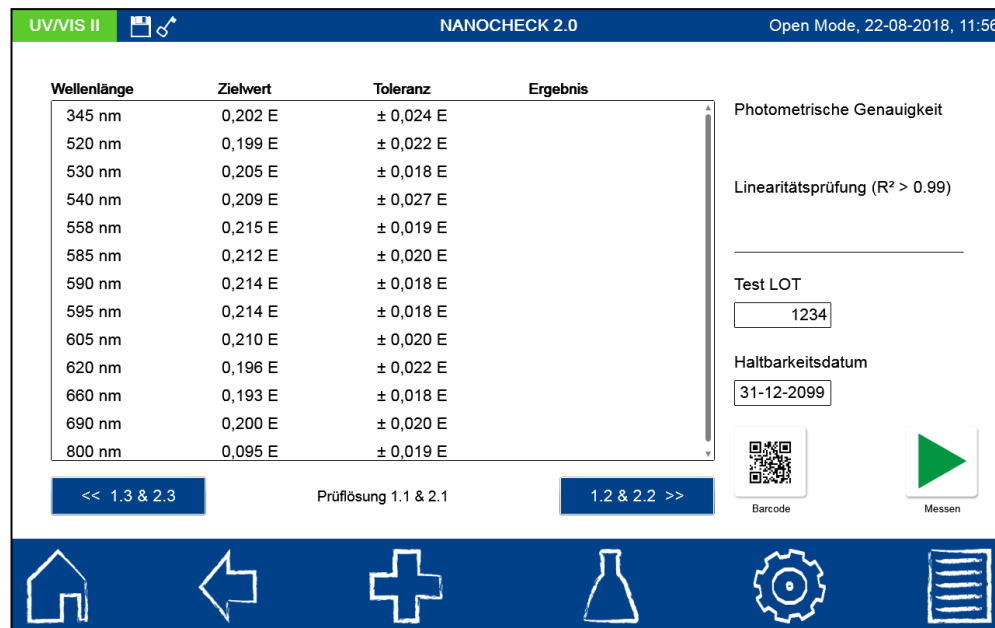 UV/VIS II NANOCHECK 2.0 Open Mode, 22-08-2018, 11:56
Wellenlänge Zielwert Toleranz Ergebnis
345 nm 0,202 E ± 0,024 E
520 nm 0,199 E ± 0,022 E
530 nm 0,205 E ± 0,018 E
540 nm 0,209 E ± 0,027 E
558 nm 0,215 E ± 0,019 E
585 nm 0,212 E ± 0,020 E
590 nm 0,214 E ± 0,018 E
595 nm 0,214 E ± 0,018 E
605 nm 0,210 E ± 0,020 E
620 nm 0,196 E ± 0,022 E
660 nm 0,193 E ± 0,018 E
690 nm 0,200 E ± 0,020 E
800 nm 0,095 E ± 0,019 E
Photometrische Genauigkeit
Linearitätsprüfung (R² > 0.99)
Test LOT
1234
Haltbarkeitsdatum
31-12-2099
Barcode Messen
<< 1.3 & 2.3 Prüflösung 1.1 & 2.1 1.2 & 2.2 >>